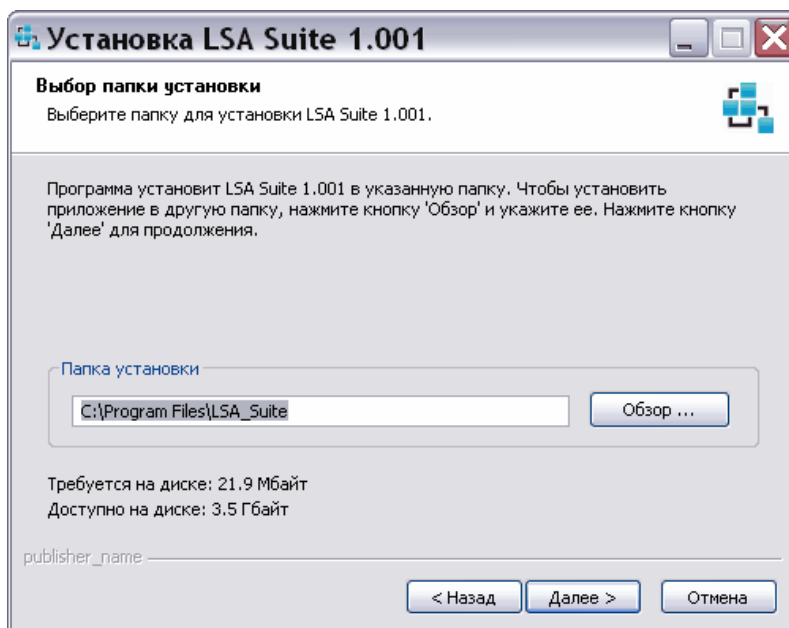 Установка LSA Suite 1.001
Выбор папки установки
Выберите папку для установки LSA Suite 1.001.
Программа установит LSA Suite 1.001 в указанную папку. Чтобы установить
приложение в другую папку, нажмите кнопку 'Обзор' и укажите ее. Нажмите кнопку
'Далее' для продолжения.
Папка установки
C:\Program Files\LSA_Suite
Обзор ...
Требуется на диске: 21.9 Мбайт
Доступно на диске: 3.5 Гбайт
publisher_name
< Назад
Далее >
Отмена